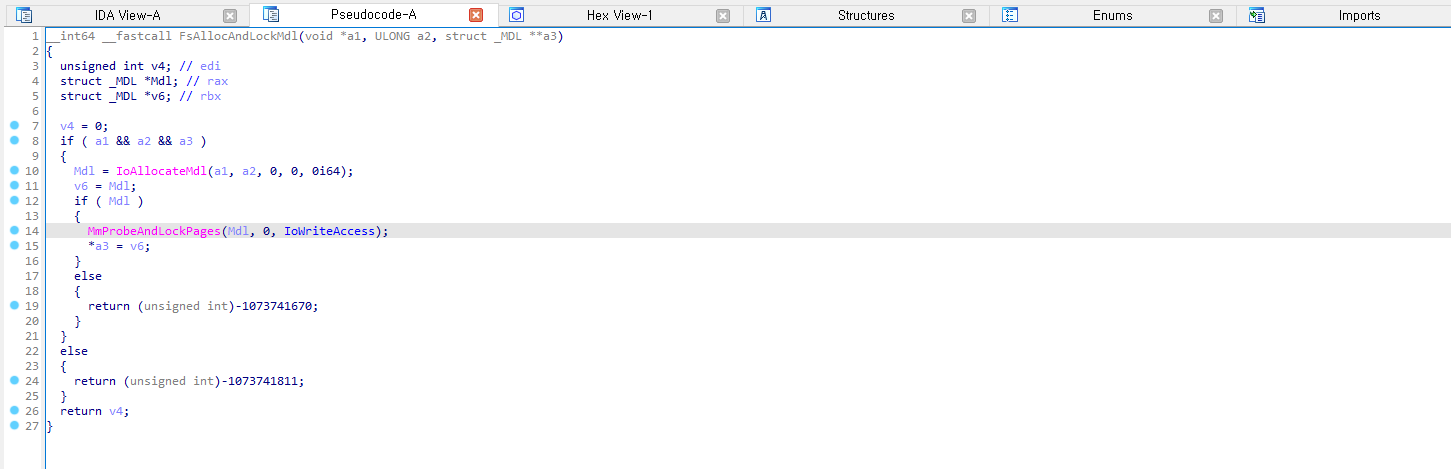 IDA View-A Pseudocode-A Hex View-1 Structures Enums Imports
1 __int64 __fastcall FsAllocAndLockMdl(void *a1, ULONG a2, struct _MDL **a3)
2 {
3 unsigned int v4; // edi
4 struct _MDL *Mdl; // rax
5 struct _MDL *v6; // rbx
6
7 v4 = 0;
8 if ( a1 && a2 && a3 )
9 {
10 Mdl = IoAllocateMdl(a1, a2, 0, 0, 0i64);
11 v6 = Mdl;
12 if ( Mdl )
13 {
14 MmProbeAndLockPages(Mdl, 0, IoWriteAccess);
15 *a3 = v6;
16 }
17 else
18 {
19 return (unsigned int)-1073741670;
20 }
21 }
22 else
23 {
24 return (unsigned int)-1073741811;
25 }
26 return v4;
27 }